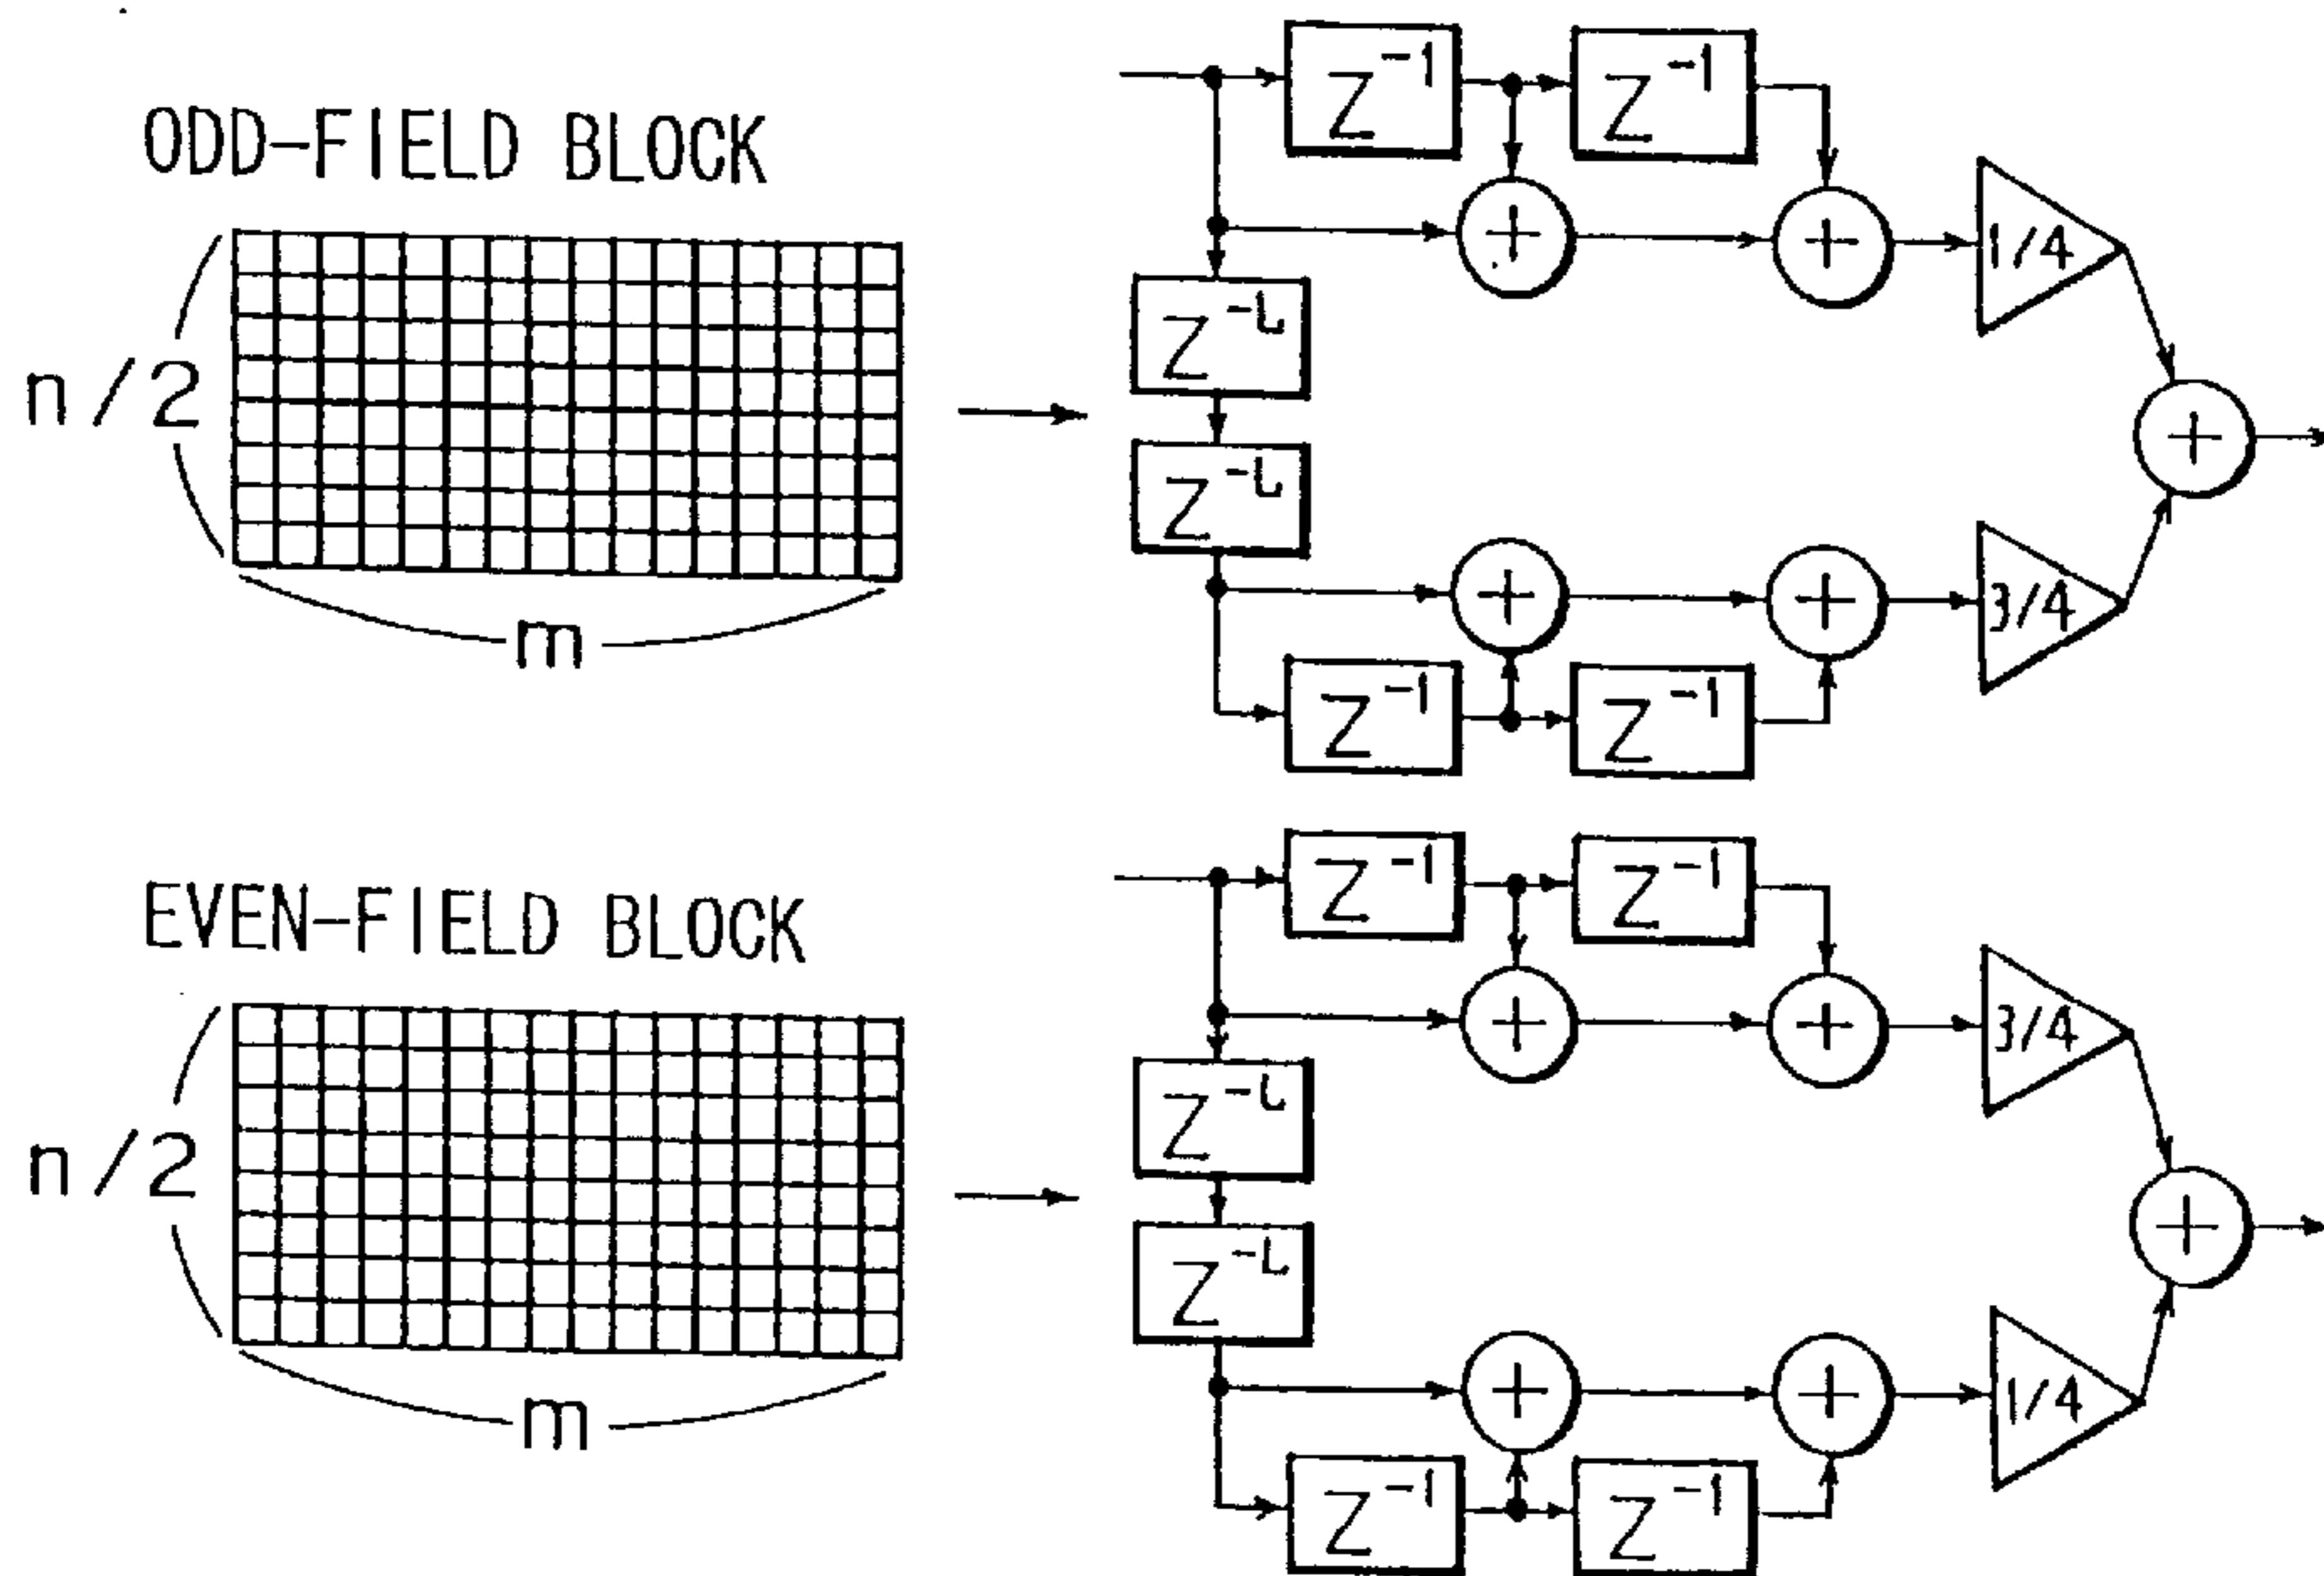 ODD-FIELD BLOCK
n/2
m
Z^-1
Z^-1
+
+
1/4
Z^-L
Z^-L
+
+
+
3/4
Z^-1
Z^-1
EVEN-FIELD BLOCK
n/2
m
Z^-1
Z^-1
+
+
3/4
Z^-L
Z^-L
+
+
+
1/4
Z^-1
Z^-1